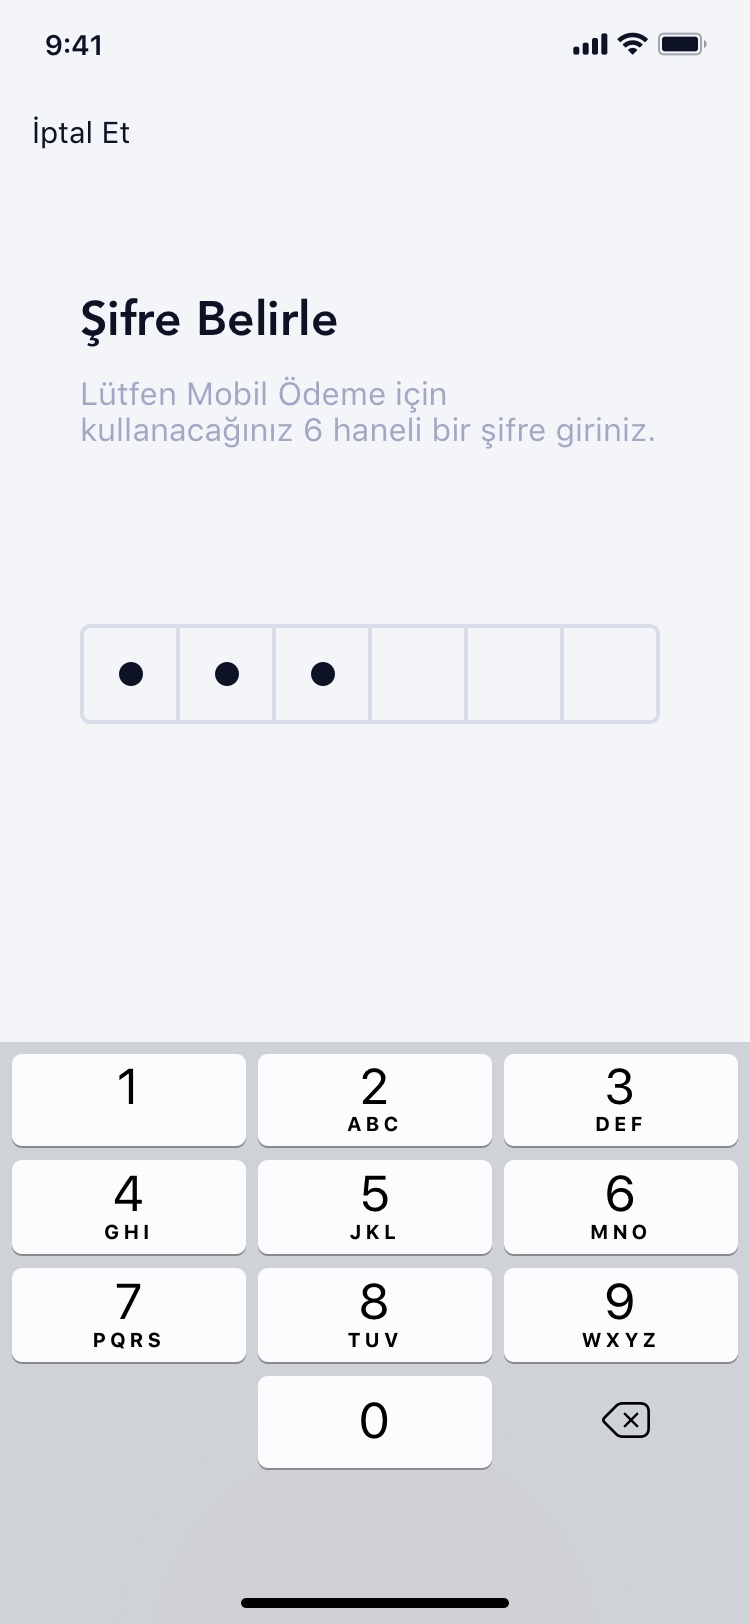 9:41
İptal Et
Şifre Belirle
Lütfen Mobil Ödeme için
kullanacağınız 6 haneli bir şifre giriniz.
1
2
ABC
3
DEF
4
GHI
5
JKL
6
MNO
7
PQRS
8
TUV
9
WXYZ
0